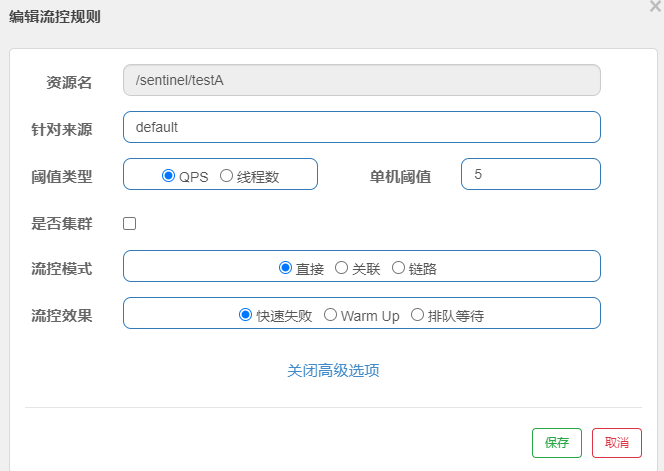 编辑流控规则 ×
资源名 /sentinel/testA
针对来源 default
阈值类型 QPS 线程数 单机阈值 5
是否集群
流控模式 直接 关联 链路
流控效果 快速失败 Warm Up 排队等待
关闭高级选项
保存 取消